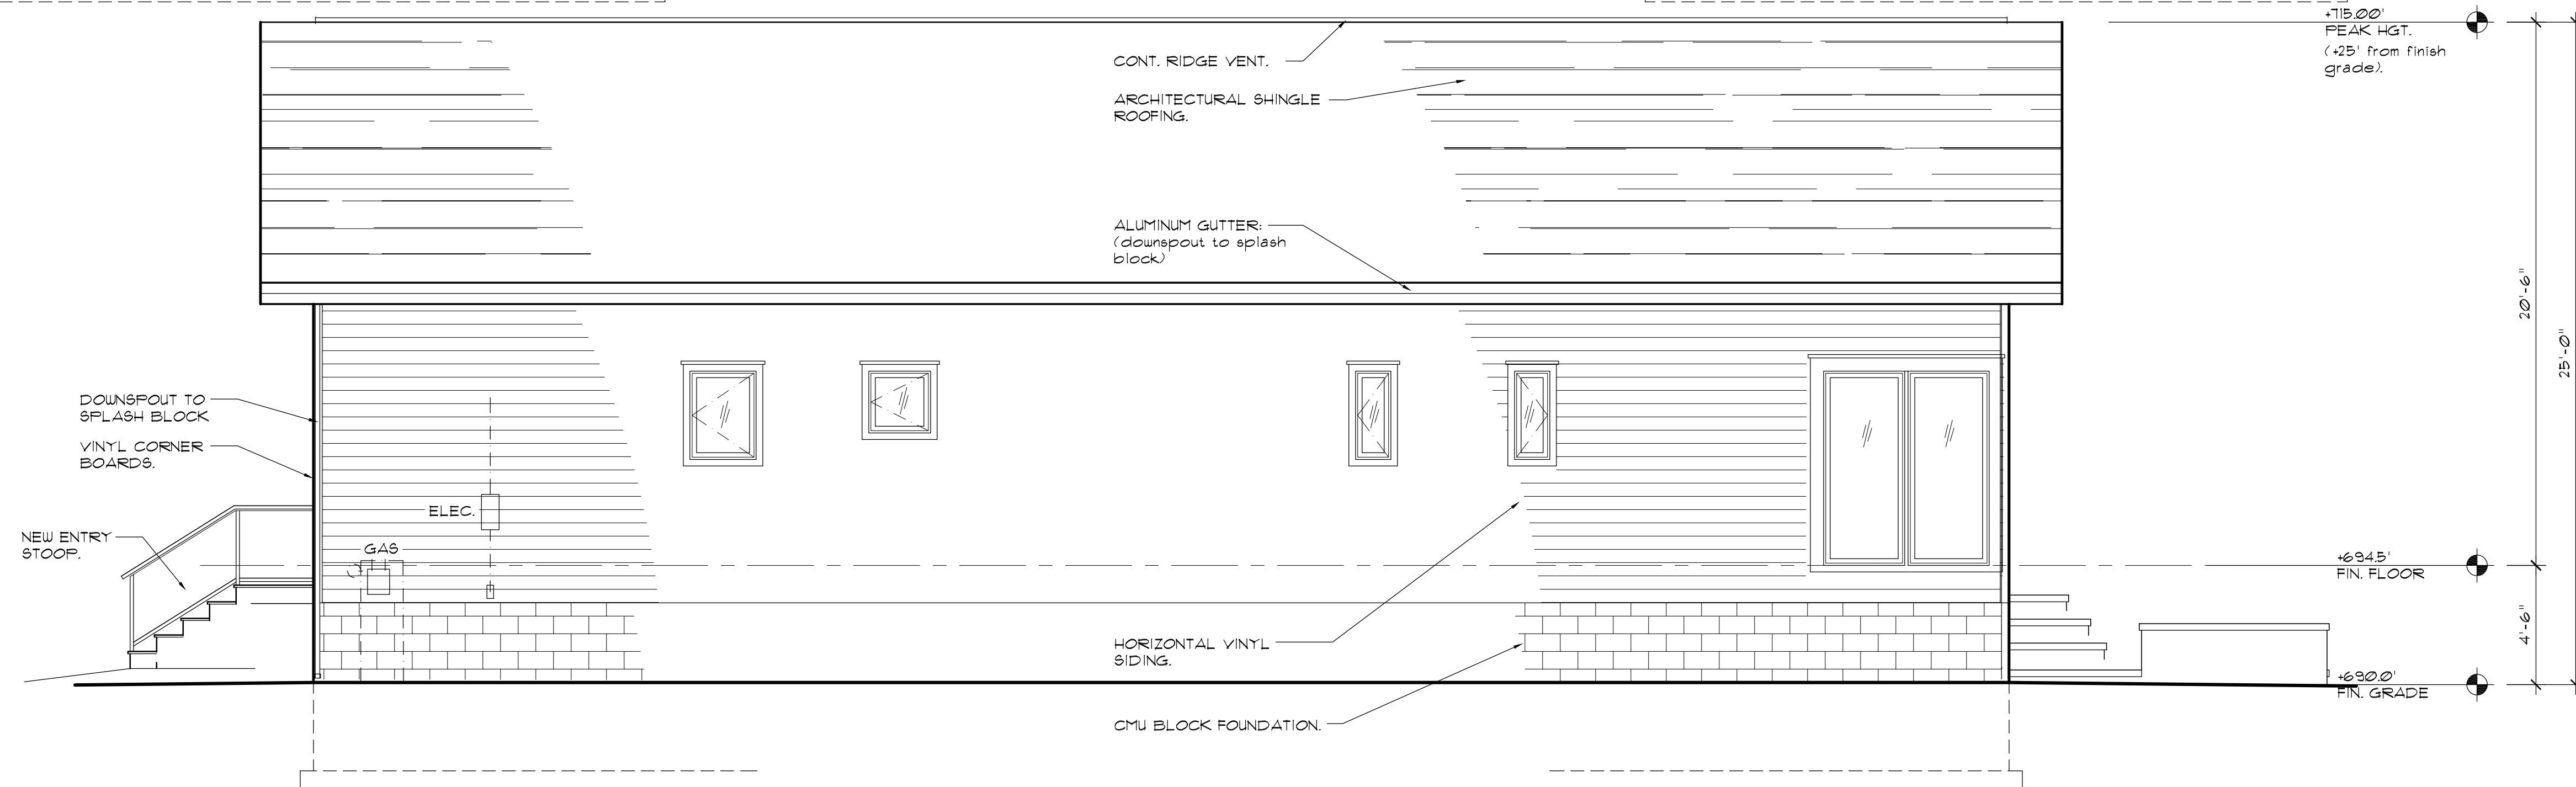 +715.00'
PEAK HGT.
(+25' from finish
grade).
CONT. RIDGE VENT.
ARCHITECTURAL SHINGLE
ROOFING.
ALUMINUM GUTTER:
(downspout to splash
block)
20'-6"
25'-0"
DOWNSPOUT TO
SPLASH BLOCK
VINYL CORNER
BOARDS.
ELEC.
NEW ENTRY
STOOP.
GAS
+694.5'
FIN. FLOOR
4'-6"
HORIZONTAL VINYL
SIDING.
+690.0'
FIN. GRADE
CMU BLOCK FOUNDATION.